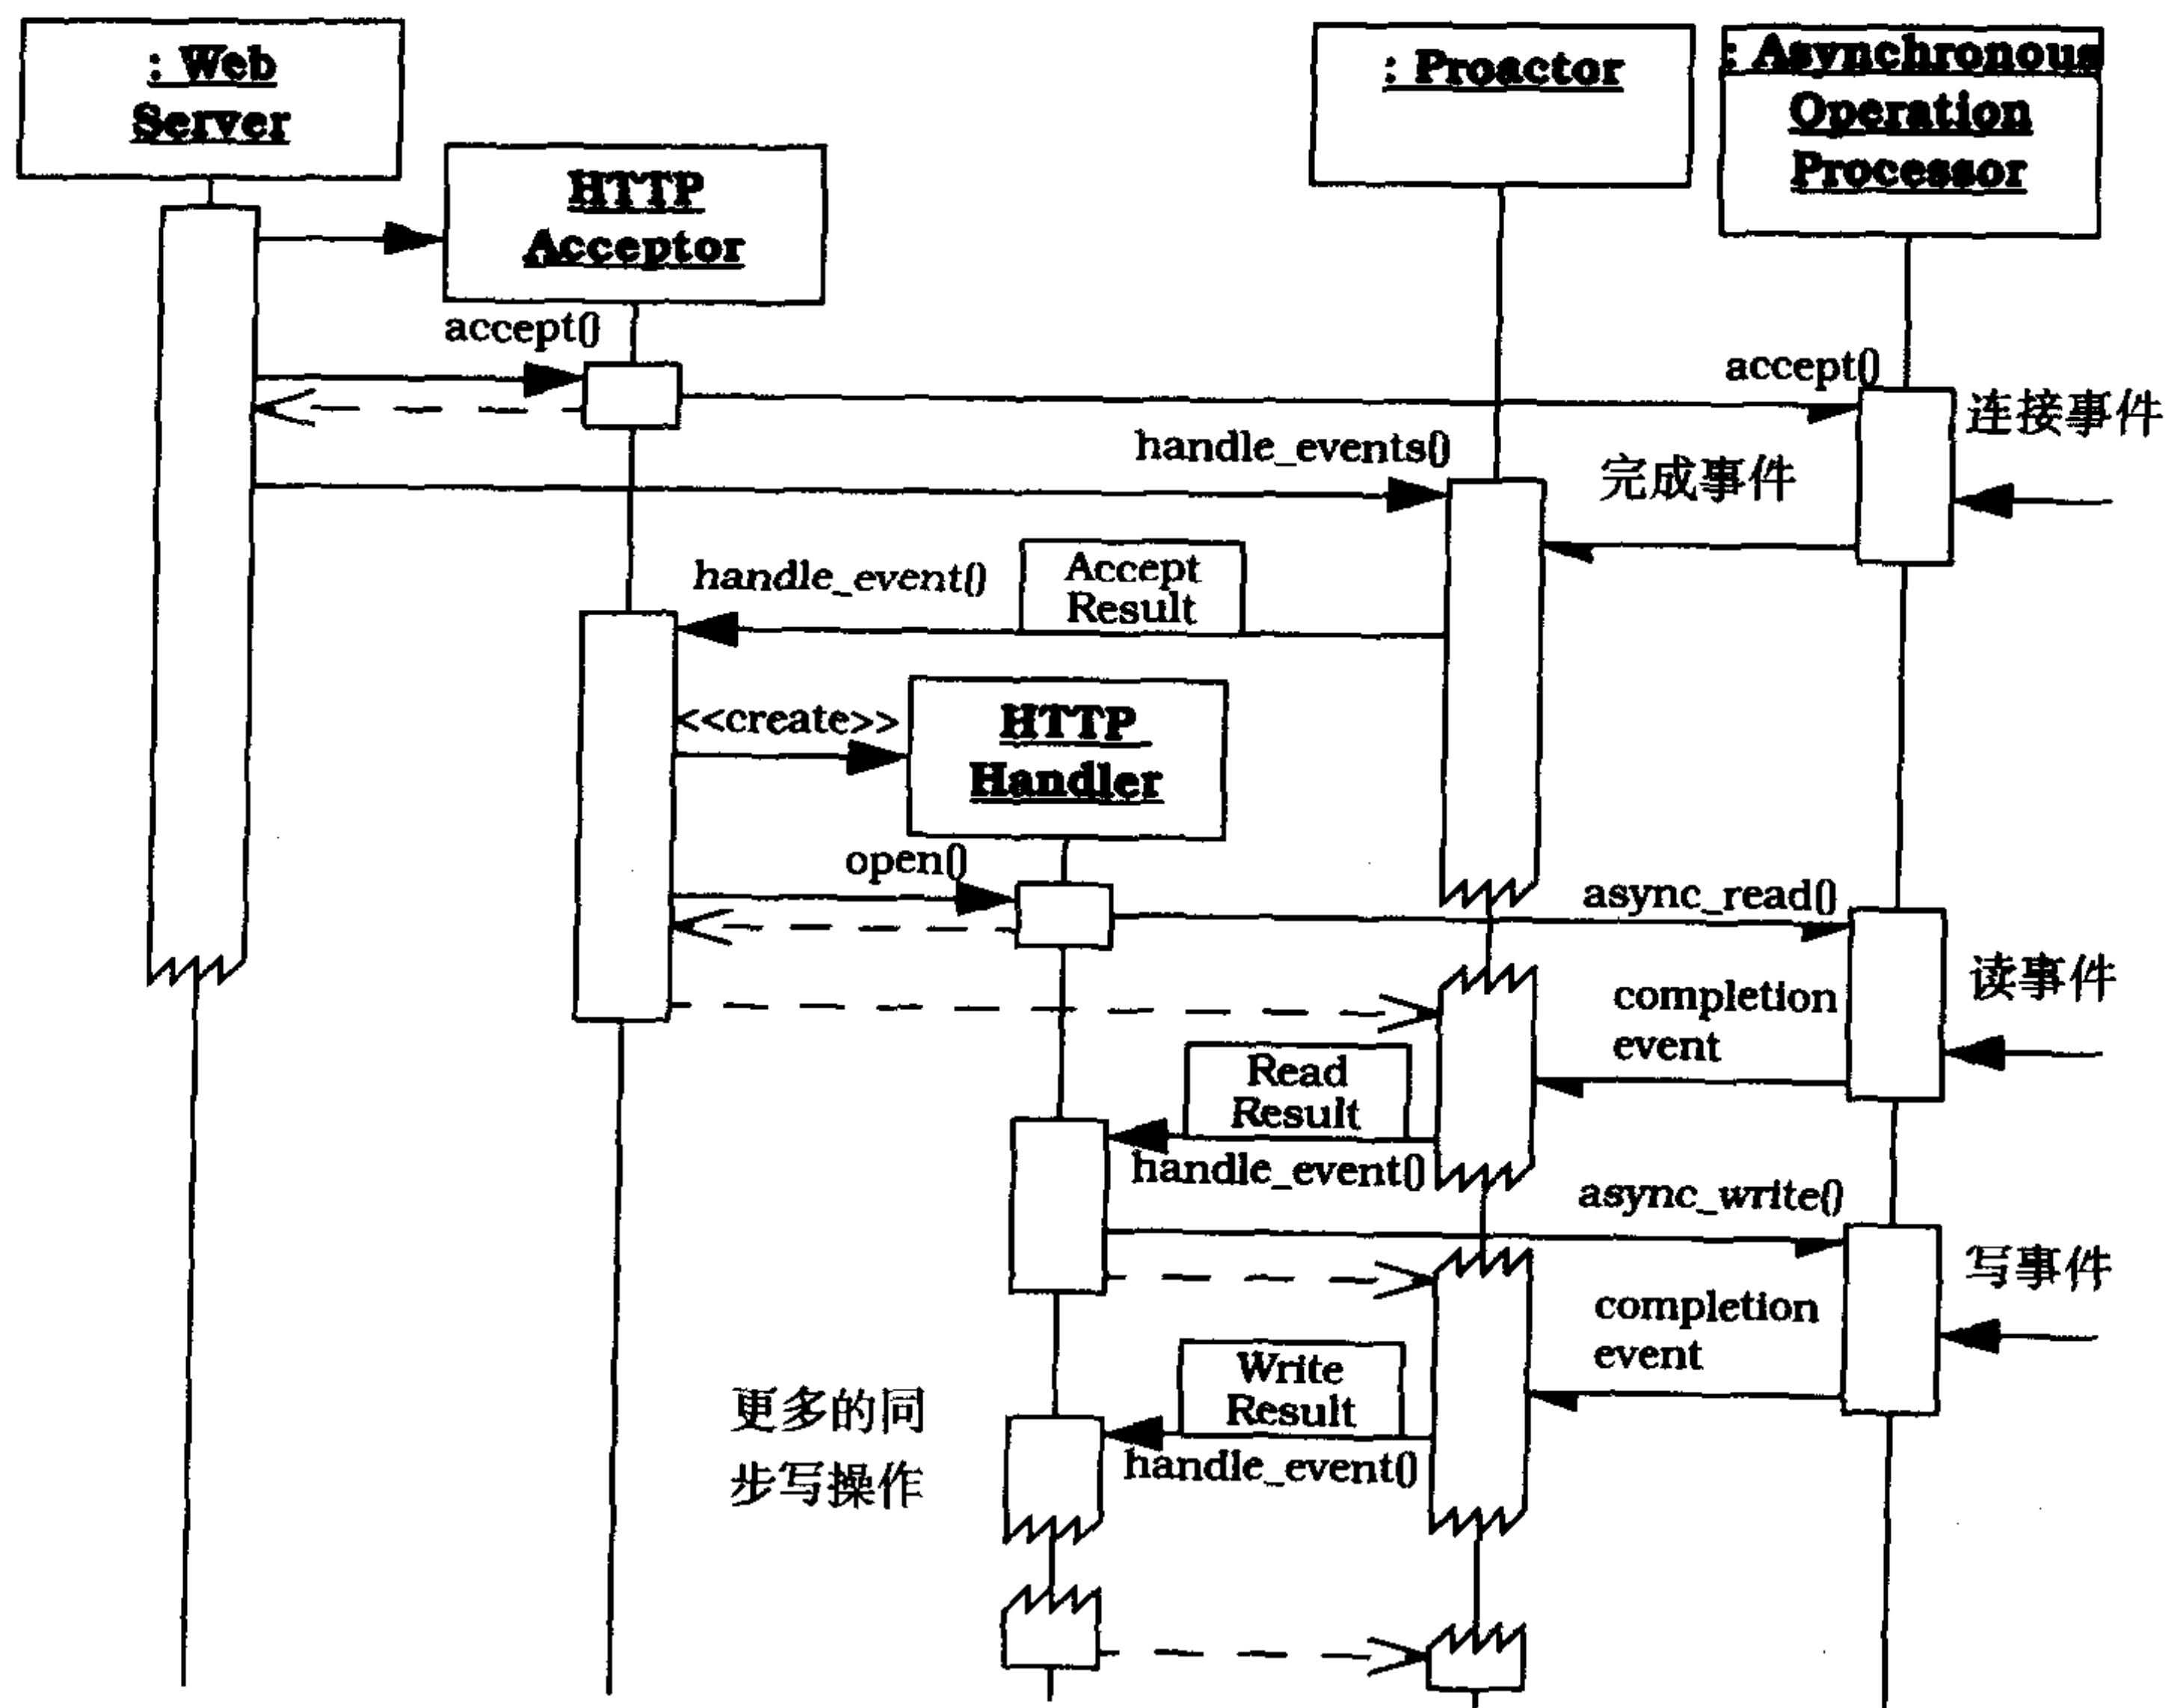 : Web
Server
: Proactor
: Asynchronous
Operation
Processor
HTTP
Acceptor
accept()
accept()
连接事件
handle_events()
完成事件
handle_event()
Accept
Result
<<create>>
HTTP
Handler
open()
async_read()
读事件
completion
event
Read
Result
handle_event()
async_write()
写事件
completion
event
Write
Result
更多的同
步写操作
handle_event()